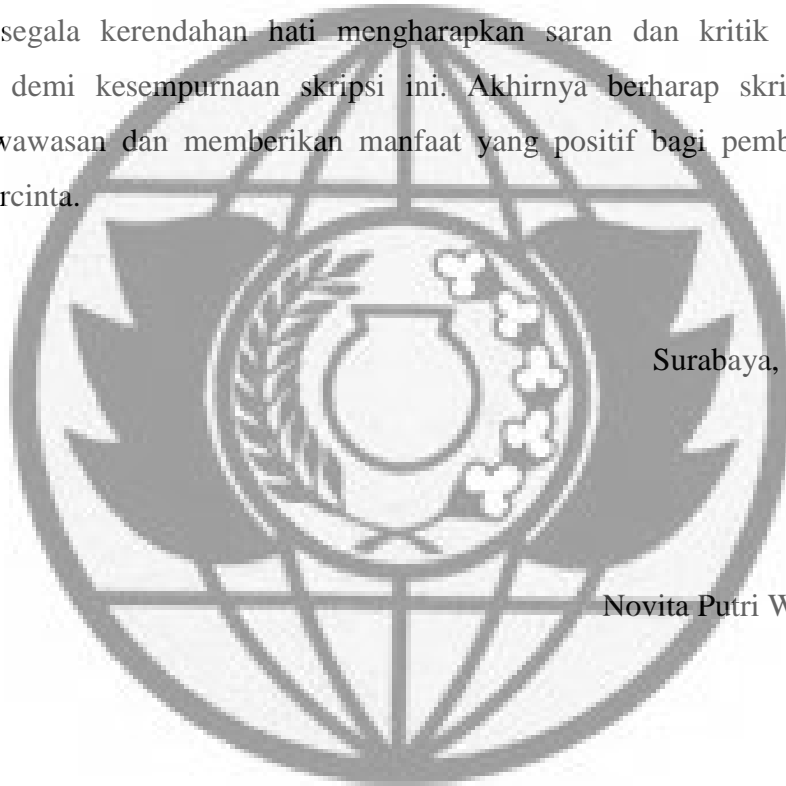 segala kerendahan hati mengharapkan saran dan kritik
demi kesempurnaan skripsi ini. Akhirnya berharap skri
wawasan dan memberikan manfaat yang positif bagi pemb
rcinta.
Surabaya,
Novita Putri W